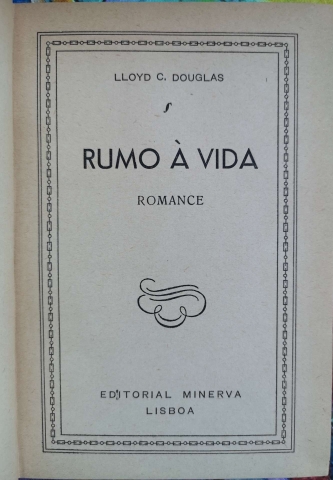 LLOYD C. DOUGLAS
RUMO À VIDA
ROMANCE
EDITORIAL MINERVA
LISBOA